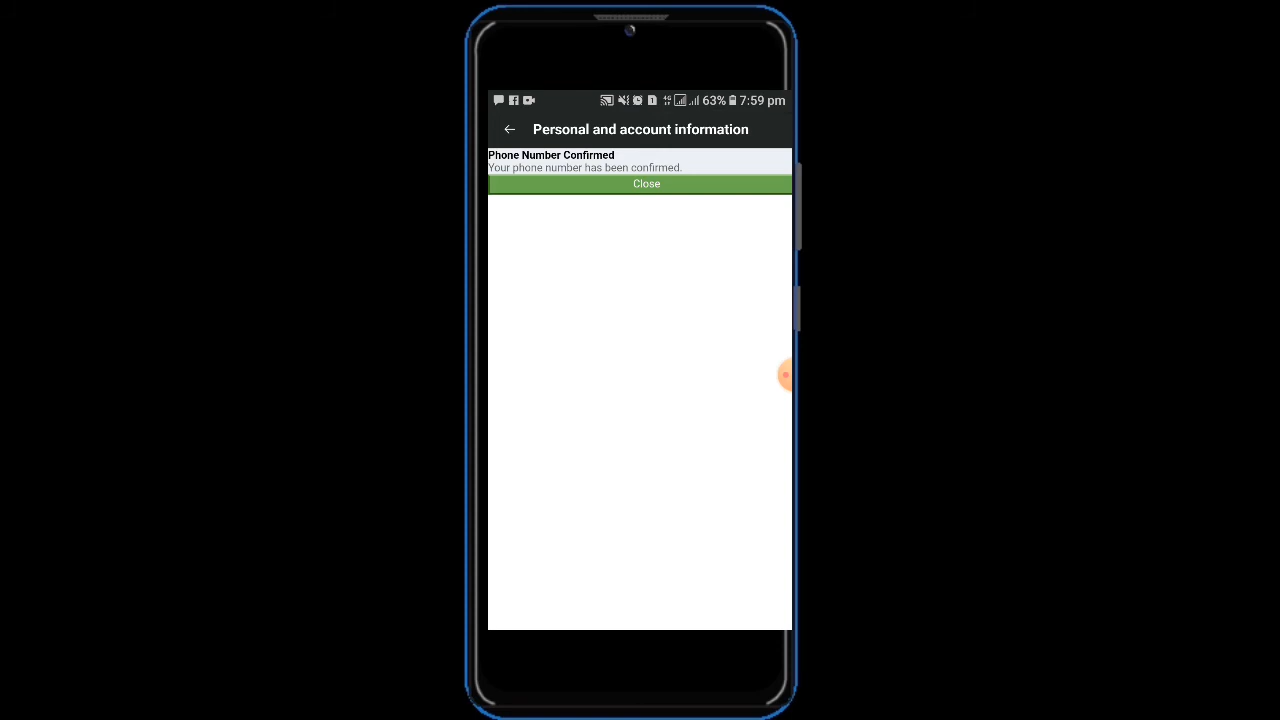 63% 7:59 pm
Personal and account information
Phone Number Confirmed
Your phone number has been confirmed.
Close